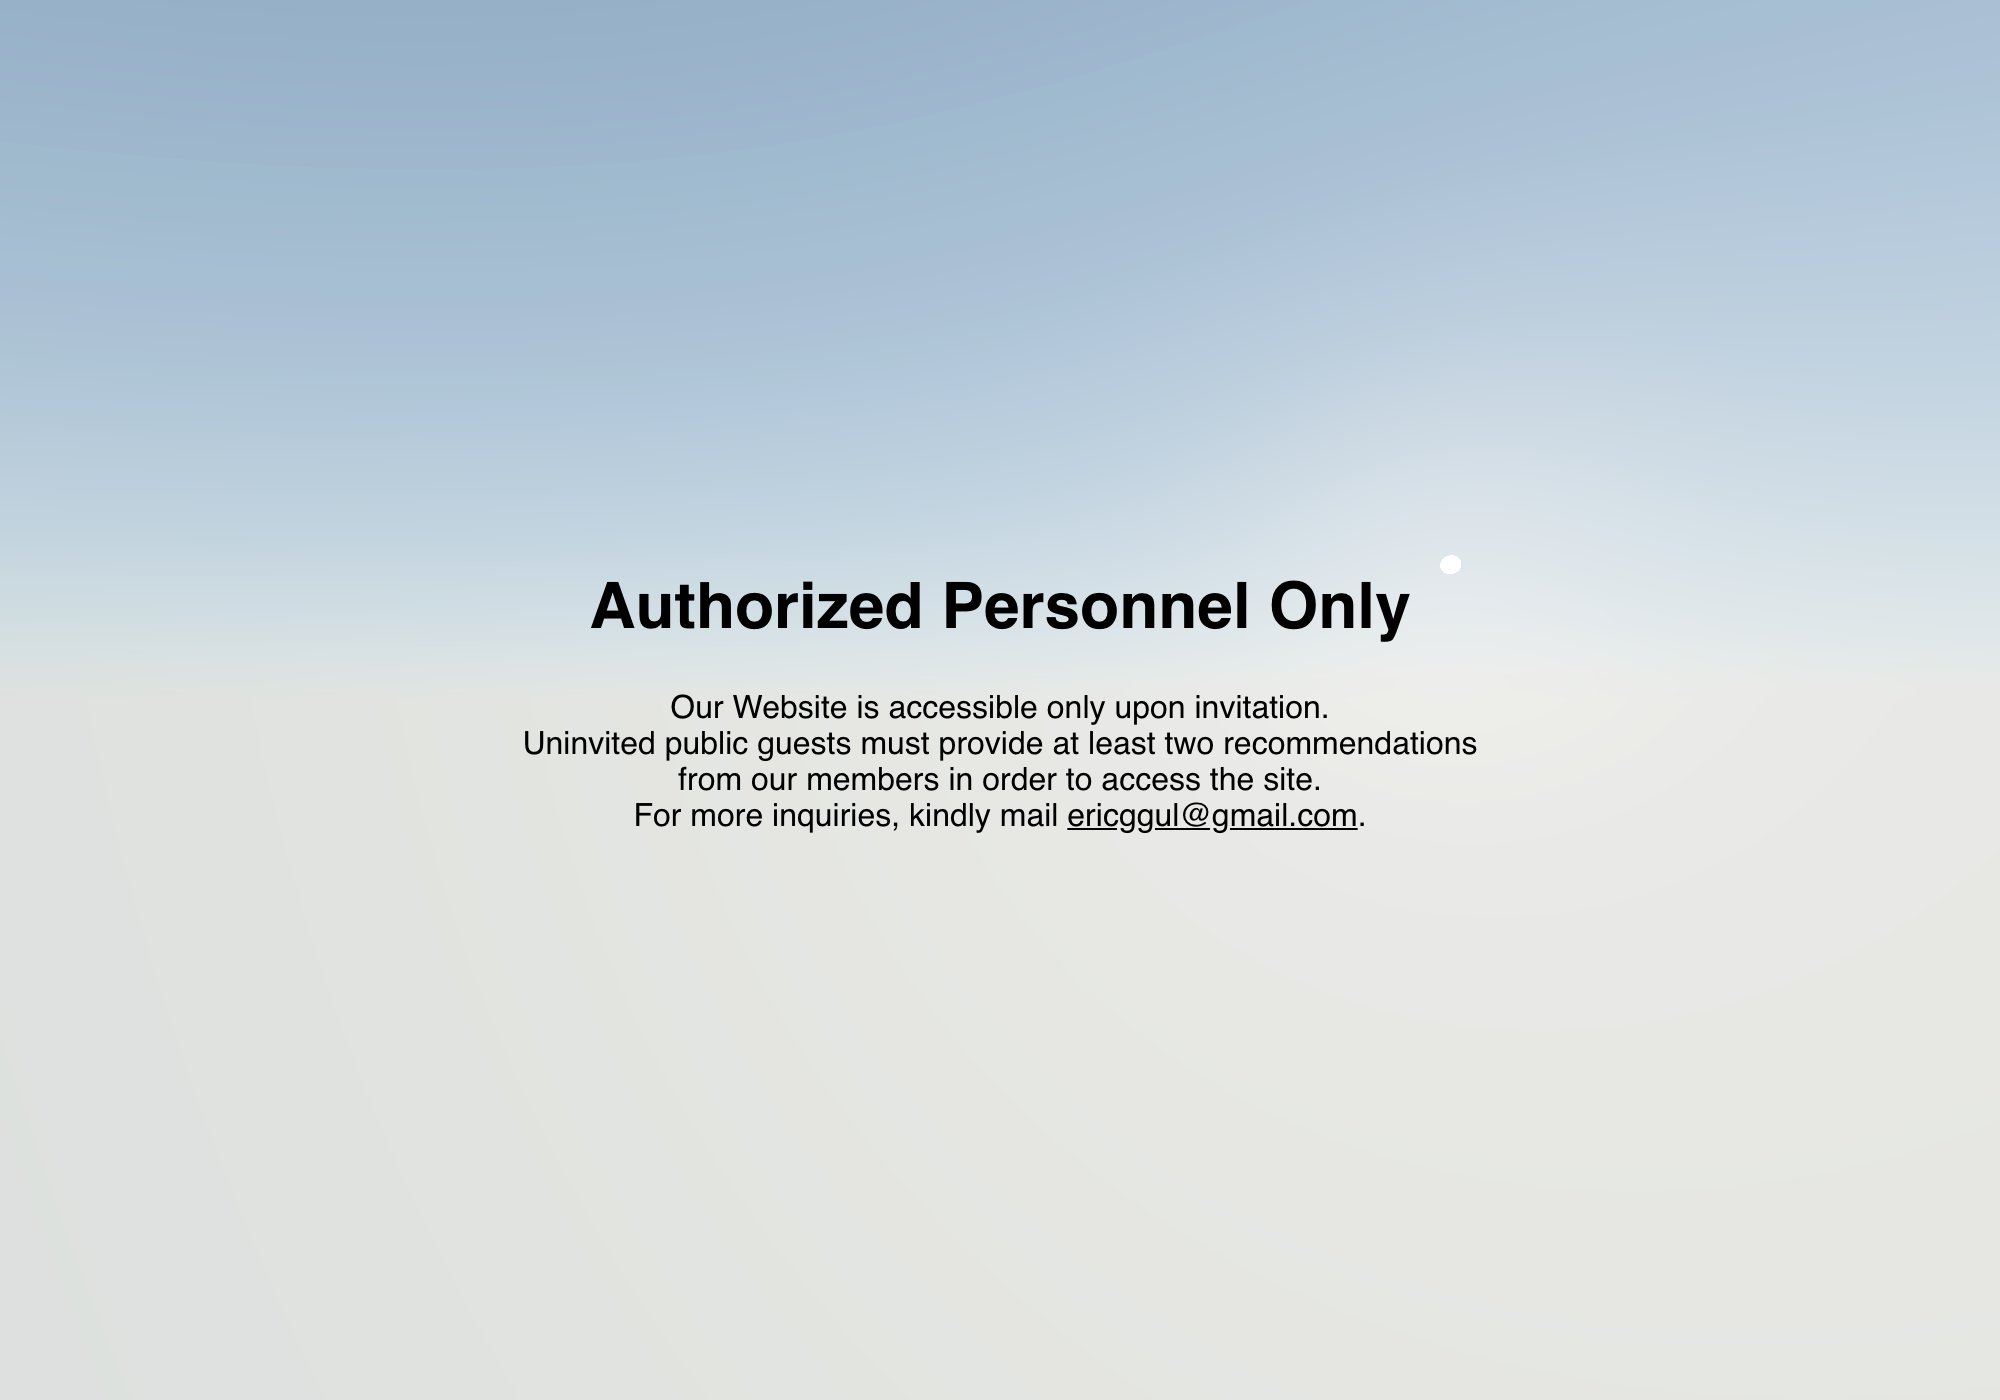 Authorized Personnel Only
Our Website is accessible only upon invitation.
Uninvited public guests must provide at least two recommendations
from our members in order to access the site.
For more inquiries, kindly mail ericggul@gmail.com.